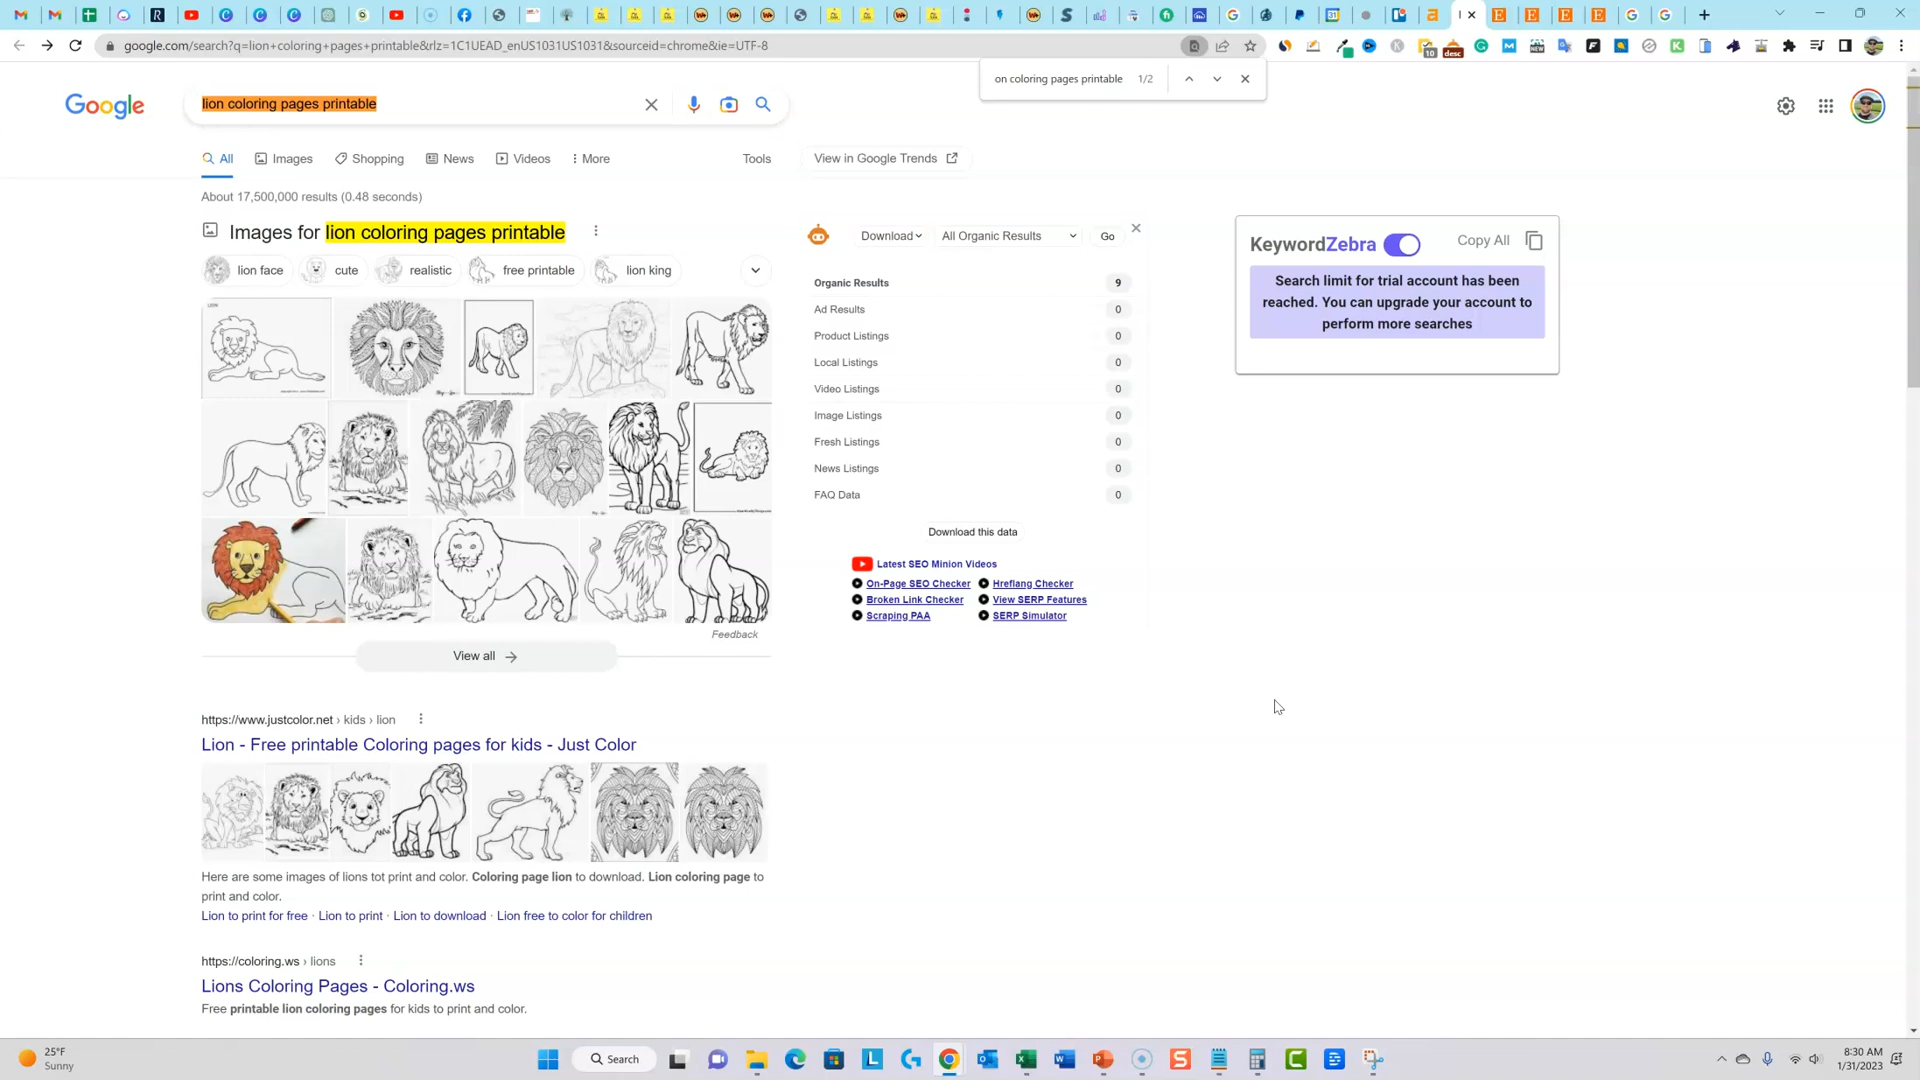 google.com/search?q=lion+coloring+pages+printable&rlz=1C1UEAD_enUS1031US1031&sourceid=chrome&ie=UTF-8
10
desc
NEW
on coloring pages printable 1/2
Google
lion coloring pages printable
All Images Shopping News Videos More Tools
View in Google Trends
About 17,500,000 results (0.48 seconds)
Images for lion coloring pages printable
lion face cute realistic free printable lion king
Feedback
View all
Download All Organic Results Go
Organic Results 9
Ad Results 0
Product Listings 0
Local Listings 0
Video Listings 0
Image Listings 0
Fresh Listings 0
News Listings 0
FAQ Data 0
Download this data
Latest SEO Minion Videos
On-Page SEO Checker Hreflang Checker
Broken Link Checker View SERP Features
Scraping PAA SERP Simulator
KeywordZebra Copy All
Search limit for trial account has been
reached. You can upgrade your account to
perform more searches
https://www.justcolor.net › kids › lion
Lion - Free printable Coloring pages for kids - Just Color
Here are some images of lions tot print and color. Coloring page lion to download. Lion coloring page to
print and color.
Lion to print for free · Lion to print · Lion to download · Lion free to color for children
https://coloring.ws › lions
Lions Coloring Pages - Coloring.ws
Free printable lion coloring pages for kids to print and color.
25°F
Sunny
Search
8:30 AM
1/31/2023